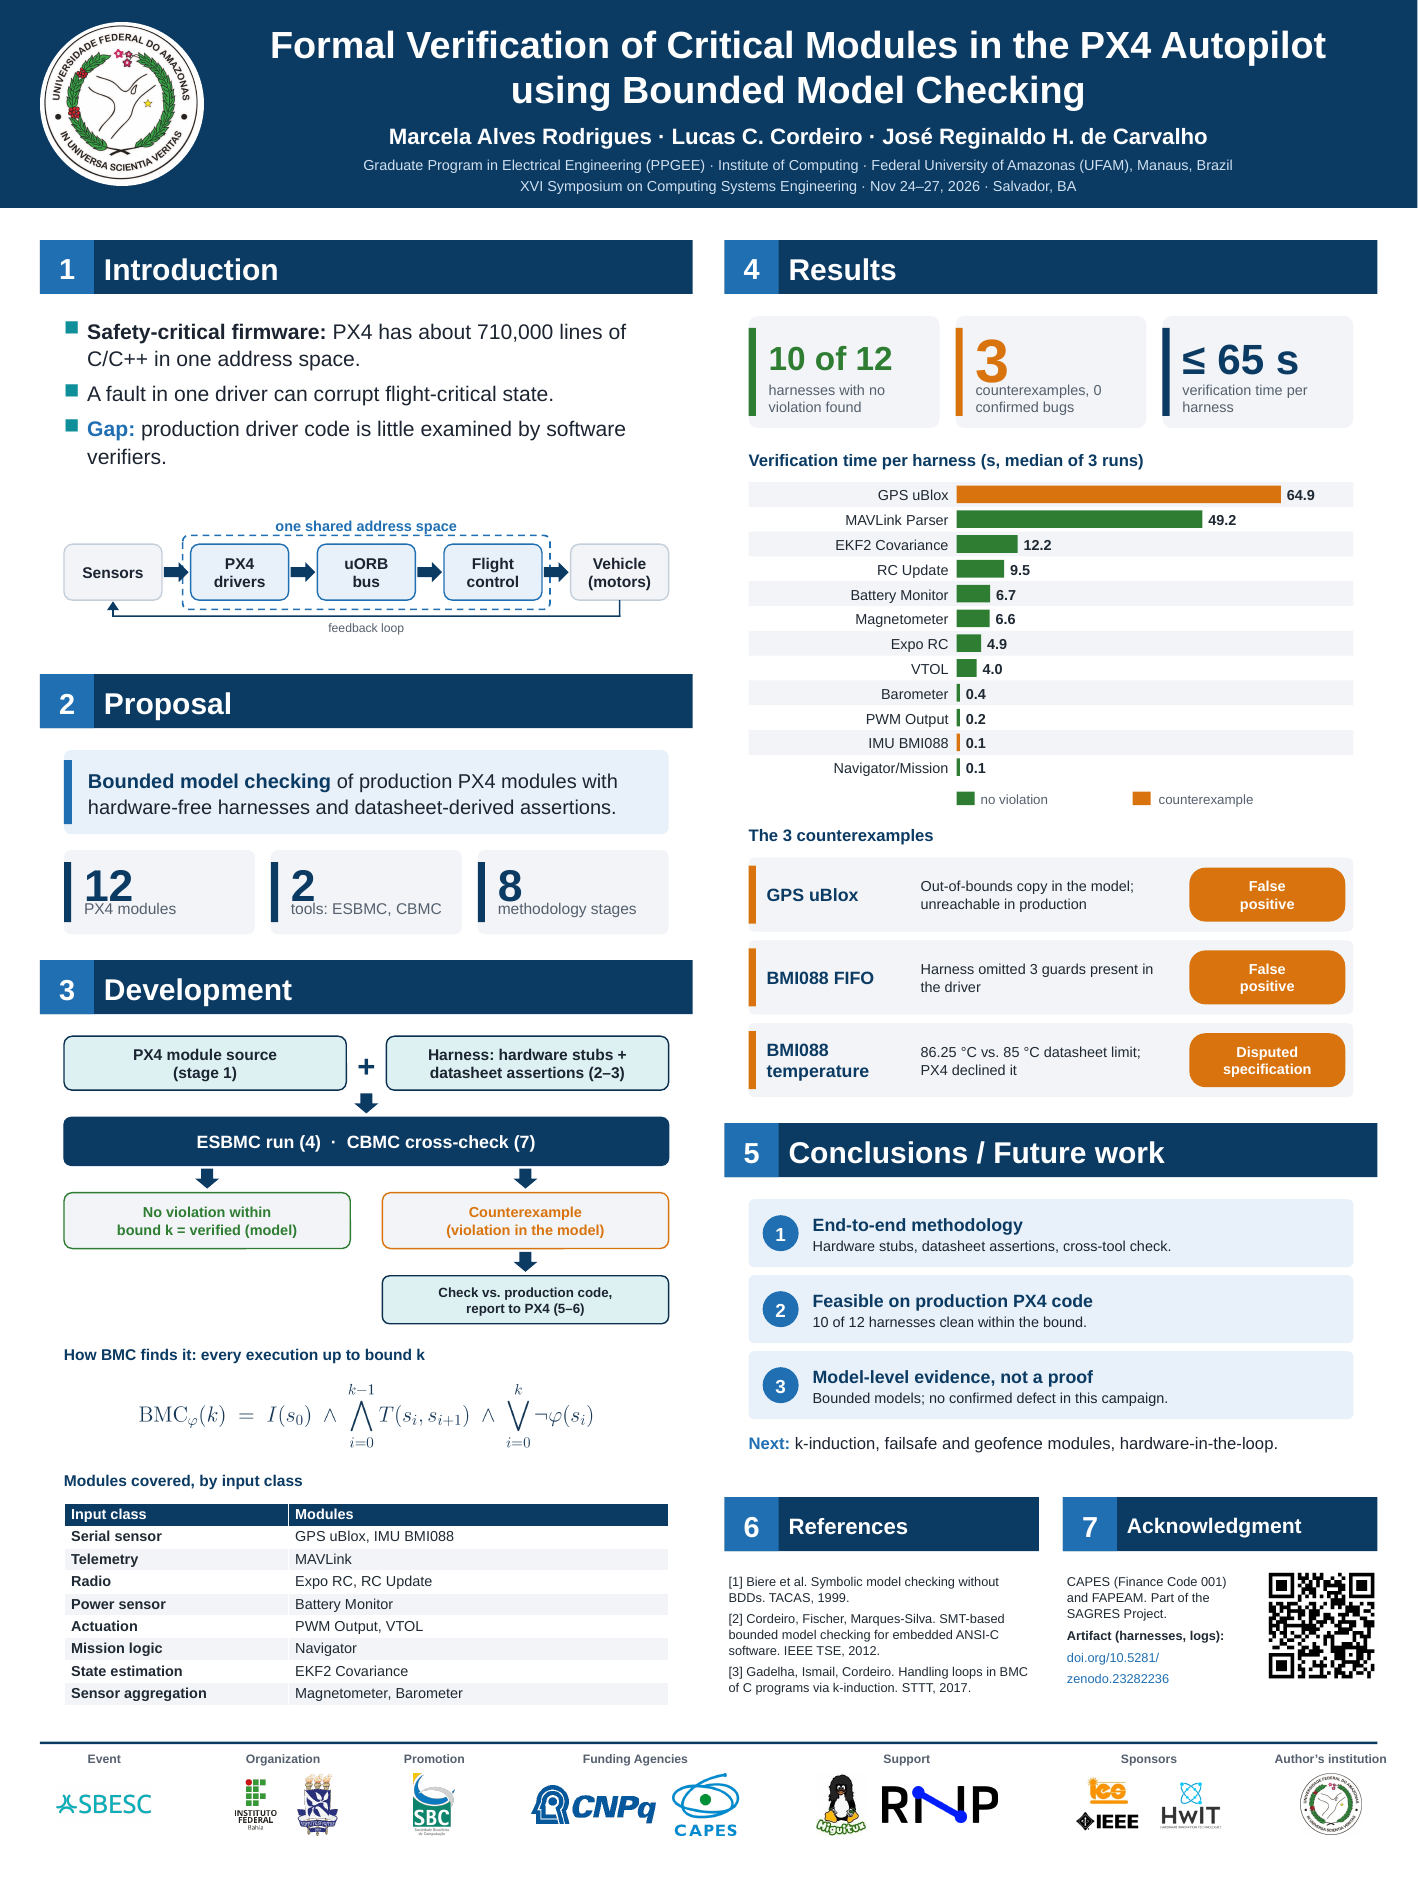 UNIVERSIDADE FEDERAL DO AMAZONAS
IN UNIVERSA SCIENTIA VERITAS
Formal Verification of Critical Modules in the PX4 Autopilot
using Bounded Model Checking
Marcela Alves Rodrigues · Lucas C. Cordeiro · José Reginaldo H. de Carvalho
Graduate Program in Electrical Engineering (PPGEE) · Institute of Computing · Federal University of Amazonas (UFAM), Manaus, Brazil
XVI Symposium on Computing Systems Engineering · Nov 24–27, 2026 · Salvador, BA
1 Introduction
Safety-critical firmware: PX4 has about 710,000 lines of
C/C++ in one address space.
A fault in one driver can corrupt flight-critical state.
Gap: production driver code is little examined by software
verifiers.
one shared address space
Sensors
PX4
drivers
uORB
bus
Flight
control
Vehicle
(motors)
feedback loop
2 Proposal
Bounded model checking of production PX4 modules with
hardware-free harnesses and datasheet-derived assertions.
12
PX4 modules
2
tools: ESBMC, CBMC
8
methodology stages
3 Development
PX4 module source
(stage 1)
+
Harness: hardware stubs +
datasheet assertions (2–3)
ESBMC run (4) · CBMC cross-check (7)
No violation within
bound k = verified (model)
Counterexample
(violation in the model)
Check vs. production code,
report to PX4 (5–6)
How BMC finds it: every execution up to bound k
BMCφ(k) = I(s0) ∧ ⋀_{i=0}^{k−1} T(si, si+1) ∧ ⋁_{i=0}^{k} ¬φ(si)
Modules covered, by input class
Input class Modules
Serial sensor GPS uBlox, IMU BMI088
Telemetry MAVLink
Radio Expo RC, RC Update
Power sensor Battery Monitor
Actuation PWM Output, VTOL
Mission logic Navigator
State estimation EKF2 Covariance
Sensor aggregation Magnetometer, Barometer
4 Results
10 of 12
harnesses with no
violation found
3
counterexamples, 0
confirmed bugs
≤ 65 s
verification time per
harness
Verification time per harness (s, median of 3 runs)
GPS uBlox 64.9
MAVLink Parser 49.2
EKF2 Covariance 12.2
RC Update 9.5
Battery Monitor 6.7
Magnetometer 6.6
Expo RC 4.9
VTOL 4.0
Barometer 0.4
PWM Output 0.2
IMU BMI088 0.1
Navigator/Mission 0.1
no violation counterexample
The 3 counterexamples
GPS uBlox
Out-of-bounds copy in the model;
unreachable in production
False
positive
BMI088 FIFO
Harness omitted 3 guards present in
the driver
False
positive
BMI088
temperature
86.25 °C vs. 85 °C datasheet limit;
PX4 declined it
Disputed
specification
5 Conclusions / Future work
1
End-to-end methodology
Hardware stubs, datasheet assertions, cross-tool check.
2
Feasible on production PX4 code
10 of 12 harnesses clean within the bound.
3
Model-level evidence, not a proof
Bounded models; no confirmed defect in this campaign.
Next: k-induction, failsafe and geofence modules, hardware-in-the-loop.
6 References
[1] Biere et al. Symbolic model checking without
BDDs. TACAS, 1999.
[2] Cordeiro, Fischer, Marques-Silva. SMT-based
bounded model checking for embedded ANSI-C
software. IEEE TSE, 2012.
[3] Gadelha, Ismail, Cordeiro. Handling loops in BMC
of C programs via k-induction. STTT, 2017.
7 Acknowledgment
CAPES (Finance Code 001)
and FAPEAM. Part of the
SAGRES Project.
Artifact (harnesses, logs):
doi.org/10.5281/
zenodo.23282236
Event Organization Promotion Funding Agencies Support Sponsors Author's institution
SBESC
INSTITUTO
FEDERAL
Bahia
SBC
CNPq
CAPES
Higuitux
RNP
IEEE
HwIT